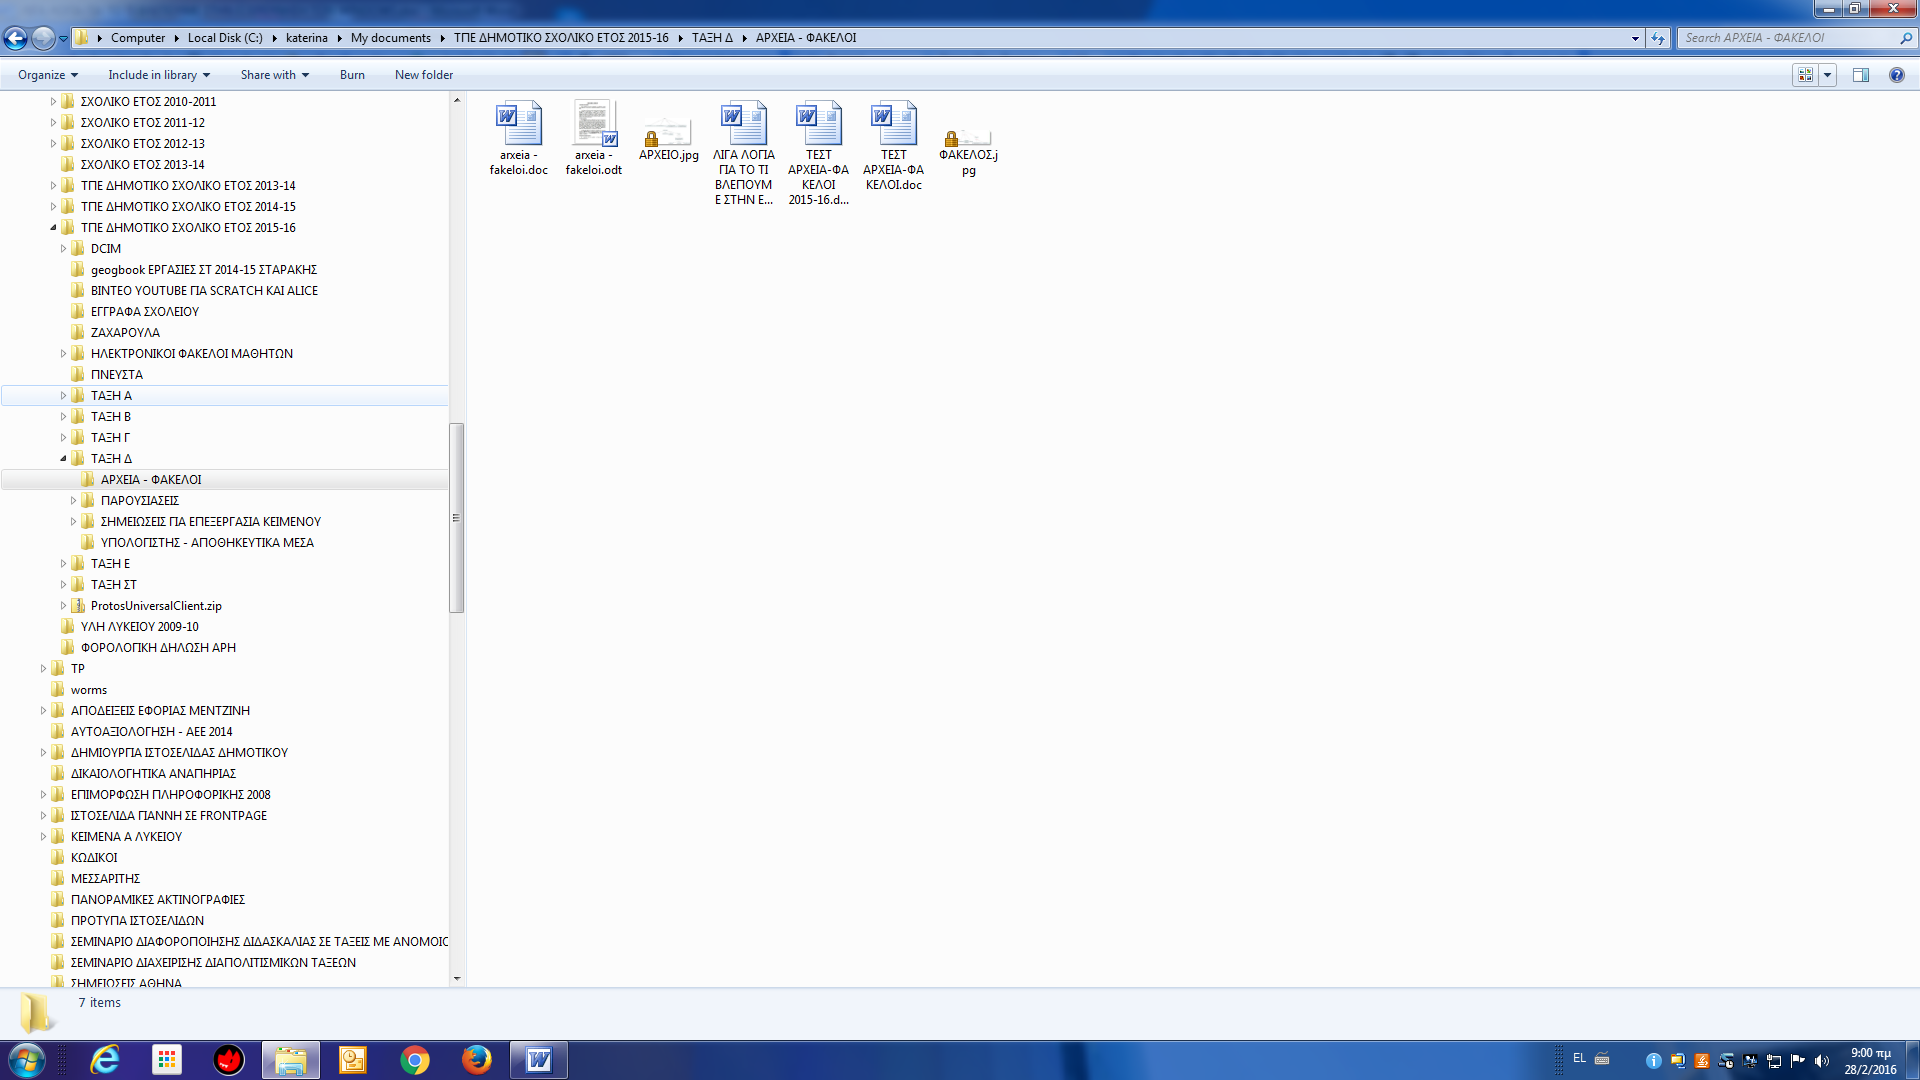 Computer ▸ Local Disk (C:) ▸ katerina ▸ My documents ▸ ΤΠΕ ΔΗΜΟΤΙΚΟ ΣΧΟΛΙΚΟ ΕΤΟΣ 2015-16 ▸ ΤΑΞΗ Δ ▸ ΑΡΧΕΙΑ - ΦΑΚΕΛΟΙ
Search ΑΡΧΕΙΑ - ΦΑΚΕΛΟΙ
Organize
Include in library
Share with
Burn
New folder
ΣΧΟΛΙΚΟ ΕΤΟΣ 2010-2011
ΣΧΟΛΙΚΟ ΕΤΟΣ 2011-12
ΣΧΟΛΙΚΟ ΕΤΟΣ 2012-13
ΣΧΟΛΙΚΟ ΕΤΟΣ 2013-14
ΤΠΕ ΔΗΜΟΤΙΚΟ ΣΧΟΛΙΚΟ ΕΤΟΣ 2013-14
ΤΠΕ ΔΗΜΟΤΙΚΟ ΣΧΟΛΙΚΟ ΕΤΟΣ 2014-15
ΤΠΕ ΔΗΜΟΤΙΚΟ ΣΧΟΛΙΚΟ ΕΤΟΣ 2015-16
DCIM
geogbook ΕΡΓΑΣΙΕΣ ΣΤ 2014-15 ΣΤΑΡΑΚΗΣ
ΒΙΝΤΕΟ YOUTUBE ΓΙΑ SCRATCH ΚΑΙ ALICE
ΕΓΓΡΑΦΑ ΣΧΟΛΕΙΟΥ
ΖΑΧΑΡΟΥΛΑ
ΗΛΕΚΤΡΟΝΙΚΟΙ ΦΑΚΕΛΟΙ ΜΑΘΗΤΩΝ
ΠΝΕΥΣΤΑ
ΤΑΞΗ Α
ΤΑΞΗ Β
ΤΑΞΗ Γ
ΤΑΞΗ Δ
ΑΡΧΕΙΑ - ΦΑΚΕΛΟΙ
ΠΑΡΟΥΣΙΑΣΕΙΣ
ΣΗΜΕΙΩΣΕΙΣ ΓΙΑ ΕΠΕΞΕΡΓΑΣΙΑ ΚΕΙΜΕΝΟΥ
ΥΠΟΛΟΓΙΣΤΗΣ - ΑΠΟΘΗΚΕΥΤΙΚΑ ΜΕΣΑ
ΤΑΞΗ Ε
ΤΑΞΗ ΣΤ
ProtosUniversalClient.zip
ΥΛΗ ΛΥΚΕΙΟΥ 2009-10
ΦΟΡΟΛΟΓΙΚΗ ΔΗΛΩΣΗ ΑΡΗ
TP
worms
ΑΠΟΔΕΙΞΕΙΣ ΕΦΟΡΙΑΣ ΜΕΝΤΖΙΝΗ
ΑΥΤΟΑΞΙΟΛΟΓΗΣΗ - ΑΕΕ 2014
ΔΗΜΙΟΥΡΓΙΑ ΙΣΤΟΣΕΛΙΔΑΣ ΔΗΜΟΤΙΚΟΥ
ΔΙΚΑΙΟΛΟΓΗΤΙΚΑ ΑΝΑΠΗΡΙΑΣ
ΕΠΙΜΟΡΦΩΣΗ ΠΛΗΡΟΦΟΡΙΚΗΣ 2008
ΙΣΤΟΣΕΛΙΔΑ ΓΙΑΝΝΗ ΣΕ FRONTPAGE
ΚΕΙΜΕΝΑ Α ΛΥΚΕΙΟΥ
ΚΩΔΙΚΟΙ
ΜΕΣΣΑΡΙΤΗΣ
ΠΑΝΟΡΑΜΙΚΕΣ ΑΚΤΙΝΟΓΡΑΦΙΕΣ
ΠΡΟΤΥΠΑ ΙΣΤΟΣΕΛΙΔΩΝ
ΣΕΜΙΝΑΡΙΟ ΔΙΑΦΟΡΟΠΟΙΗΣΗΣ ΔΙΔΑΣΚΑΛΙΑΣ ΣΕ ΤΑΞΕΙΣ ΜΕ ΑΝΟΜΟΙΟ
ΣΕΜΙΝΑΡΙΟ ΔΙΑΧΕΙΡΙΣΗΣ ΔΙΑΠΟΛΙΤΙΣΜΙΚΩΝ ΤΑΞΕΩΝ
ΣΗΜΕΙΩΣΕΙΣ ΑΘΗΝΑ
arxeia -
fakeloi.doc
arxeia -
fakeloi.odt
ΑΡΧΕΙΟ.jpg
ΛΙΓΑ ΛΟΓΙΑ
ΓΙΑ ΤΟ ΤΙ
ΒΛΕΠΟΥΜ
Ε ΣΤΗΝ Ε...
ΤΕΣΤ
ΑΡΧΕΙΑ-ΦΑ
ΚΕΛΟΙ
2015-16.d...
ΤΕΣΤ
ΑΡΧΕΙΑ-ΦΑ
ΚΕΛΟΙ.doc
ΦΑΚΕΛΟΣ.j
pg
7 items
EL
9:00 πμ
28/2/2016